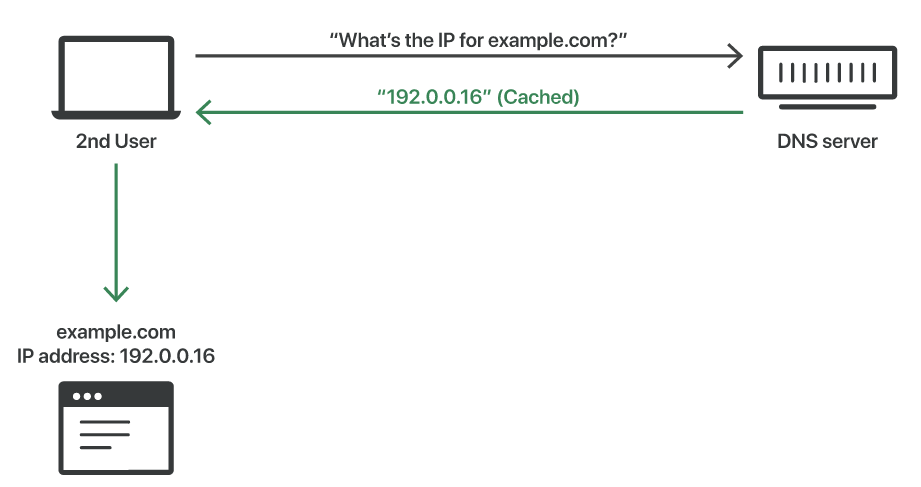 “What’s the IP for example.com?”
“192.0.0.16” (Cached)
2nd User
DNS server
example.com
IP address: 192.0.0.16